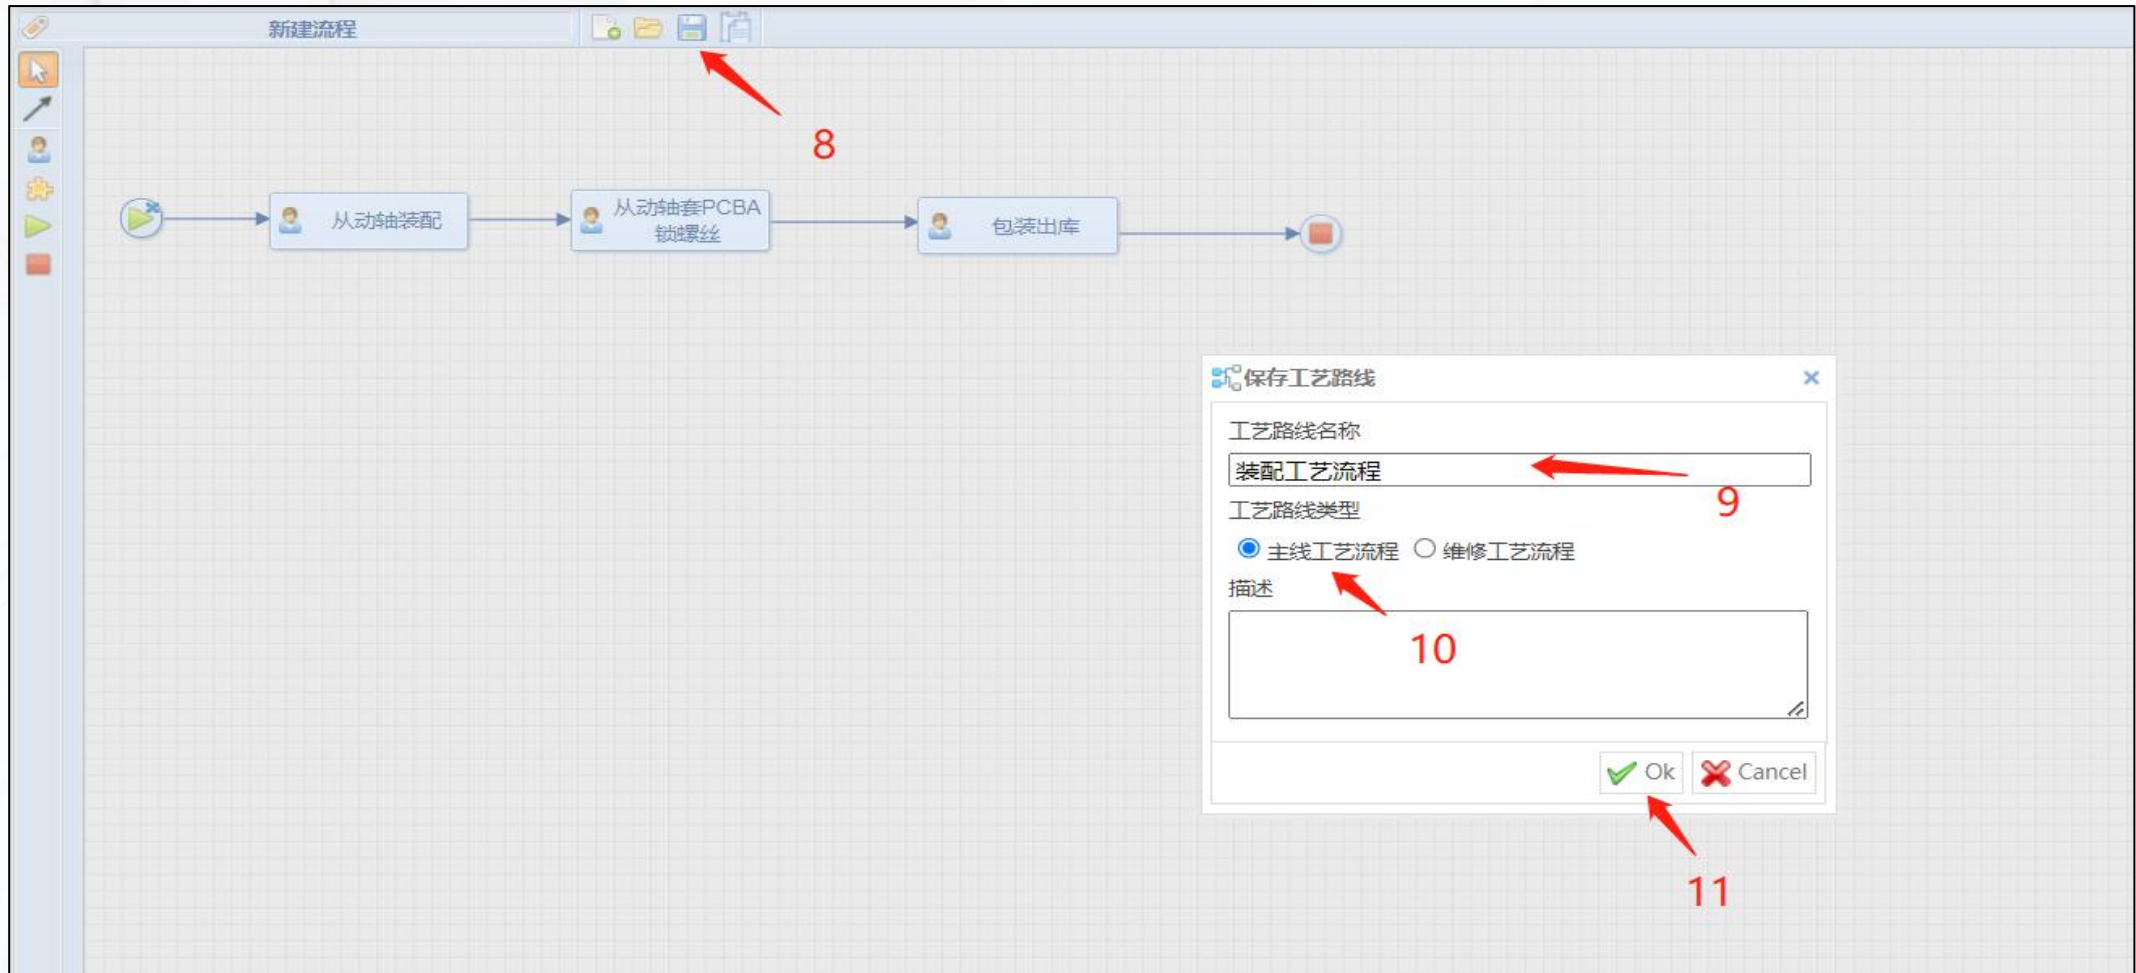 新建流程
8
从动轴装配
从动轴套PCBA
锁螺丝
包装出库
保存工艺路线
工艺路线名称
装配工艺流程
9
工艺路线类型
主线工艺流程 维修工艺流程
描述
10
Ok Cancel
11